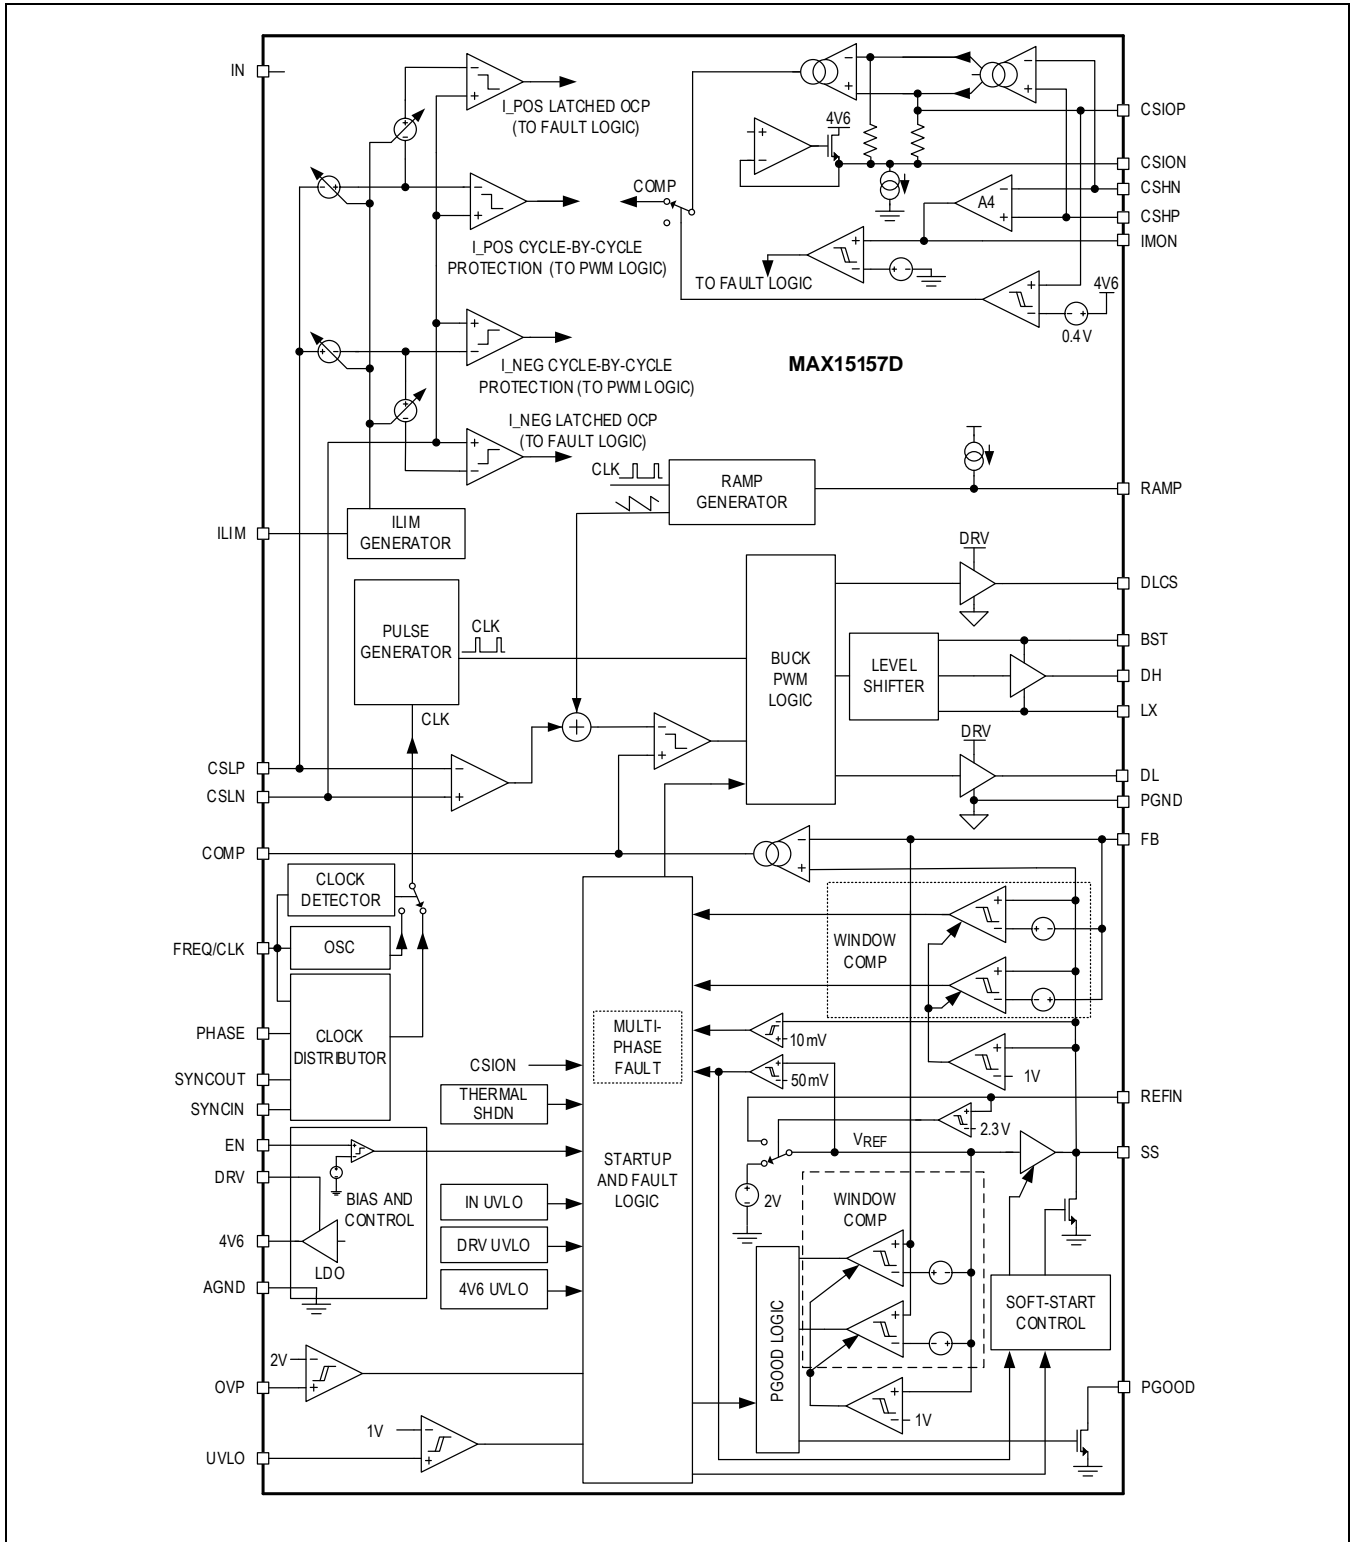 IN
I_POS LATCHED OCP
(TO FAULT LOGIC)
4V6
CSIOP
CSION
COMP
A4
CSHN
CSHP
IMON
I_POS CYCLE-BY-CYCLE
PROTECTION (TO PWM LOGIC)
TO FAULT LOGIC
4V6
0.4 V
I_NEG CYCLE-BY-CYCLE
PROTECTION (TO PWM LOGIC)
MAX15157D
I_NEG LATCHED OCP
(TO FAULT LOGIC)
CLK
RAMP
GENERATOR
RAMP
ILIM
ILIM
GENERATOR
DRV
DLCS
PULSE
GENERATOR
CLK
BUCK
PWM
LOGIC
LEVEL
SHIFTER
BST
DH
LX
CLK
DRV
CSLP
CSLN
DL
PGND
COMP
FB
CLOCK
DETECTOR
FREQ/CLK
OSC
WINDOW
COMP
PHASE
CLOCK
DISTRIBUTOR
SYNCOUT
SYNCIN
MULTI-
PHASE
FAULT
10 mV
CSION
50 mV
1V
THERMAL
SHDN
REFIN
2.3 V
EN
DRV
BIAS AND
CONTROL
4V6
LDO
AGND
STARTUP
AND FAULT
LOGIC
VREF
SS
2V
WINDOW
COMP
IN UVLO
DRV UVLO
4V6 UVLO
PGOOD LOGIC
SOFT-START
CONTROL
2V
OVP
1V
PGOOD
1V
UVLO